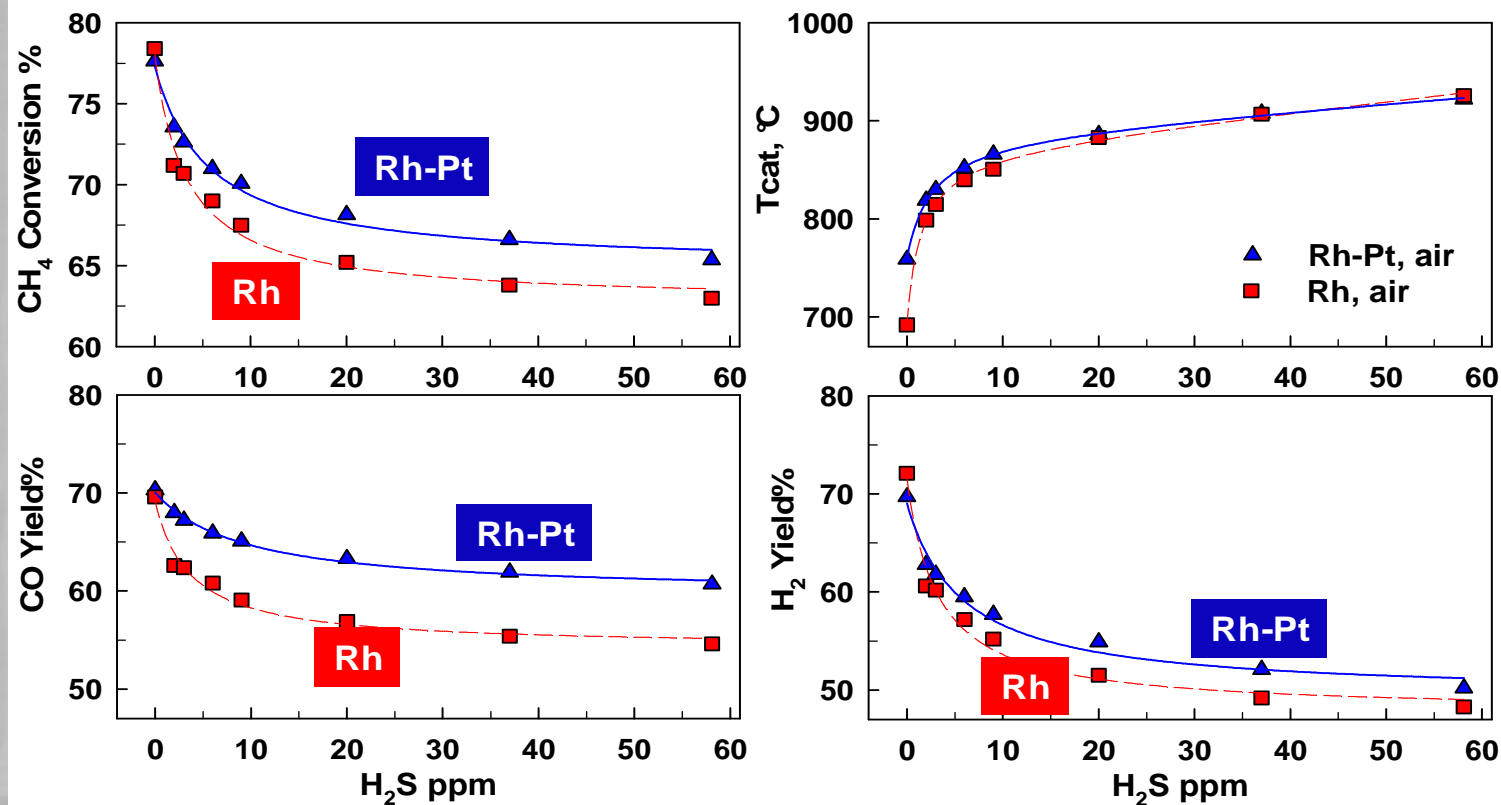 CH4 Conversion %
80
75
70
65
60
0 10 20 30 40 50 60
Rh-Pt
Rh
Tcat, °C
1000
900
800
700
0 10 20 30 40 50 60
Rh-Pt, air
Rh, air
CO Yield%
80
70
60
50
0 10 20 30 40 50 60
H2S ppm
Rh-Pt
Rh
H2 Yield%
80
70
60
50
0 10 20 30 40 50 60
H2S ppm
Rh-Pt
Rh